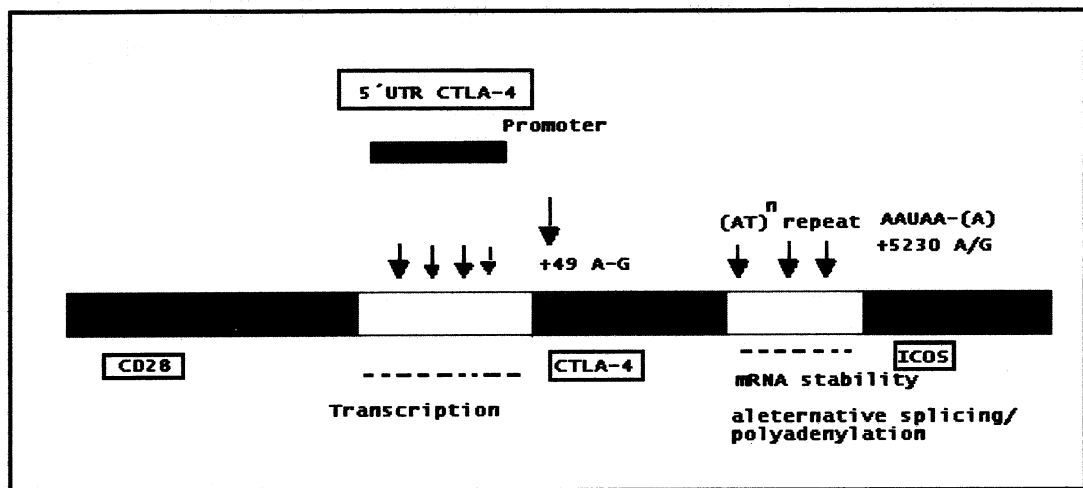 5´UTR CTLA-4
Promoter
(AT)n repeat
AAUAA-(A)
+5230 A/G
+49 A-G
CD28
CTLA-4
ICOS
Transcription
mRNA stability
aleternative splicing/
polyadenylation